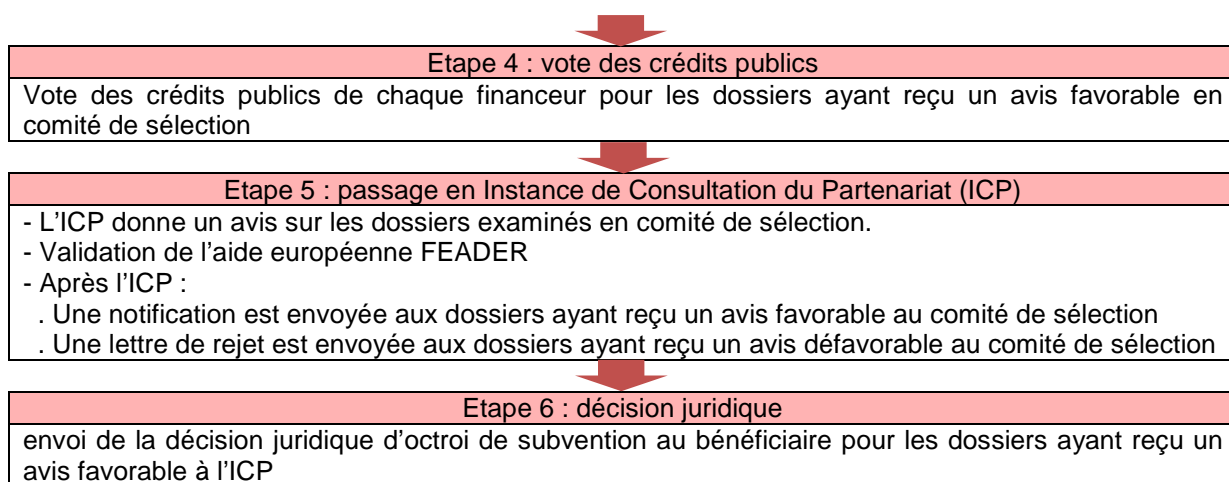 Etape 4 : vote des crédits publics
Vote des crédits publics de chaque financeur pour les dossiers ayant reçu un avis favorable en
comité de sélection
Etape 5 : passage en Instance de Consultation du Partenariat (ICP)
- L'ICP donne un avis sur les dossiers examinés en comité de sélection.
- Validation de l'aide européenne FEADER
- Après l'ICP :
. Une notification est envoyée aux dossiers ayant reçu un avis favorable au comité de sélection
. Une lettre de rejet est envoyée aux dossiers ayant reçu un avis défavorable au comité de sélection
Etape 6 : décision juridique
envoi de la décision juridique d'octroi de subvention au bénéficiaire pour les dossiers ayant reçu un
avis favorable à l'ICP